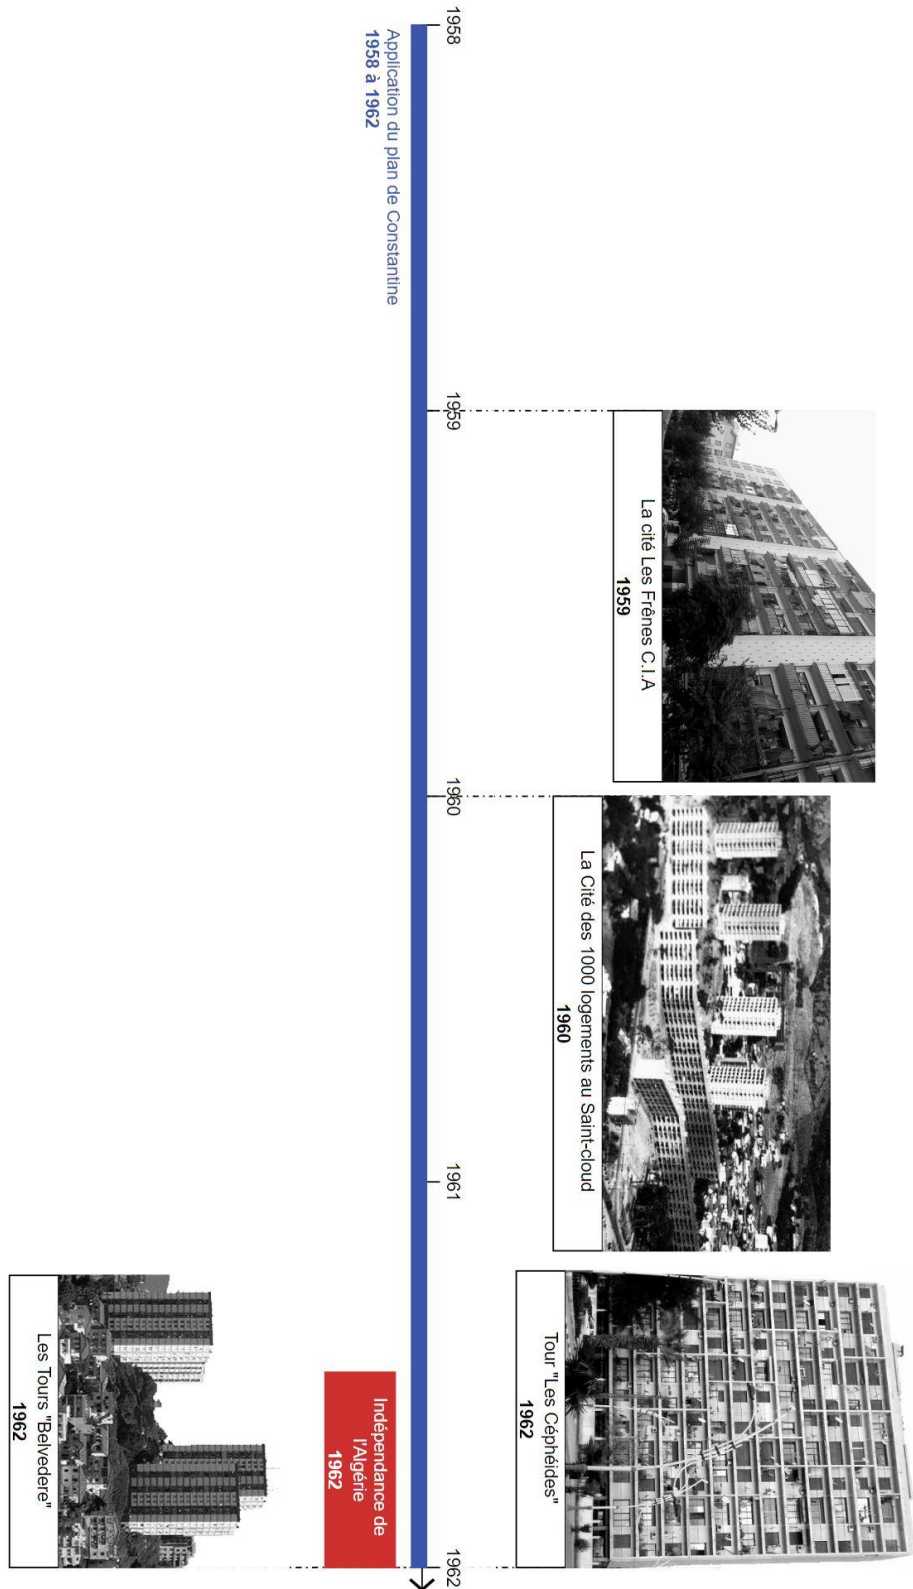 1958
1959
1960
1961
1962
Application du plan de Constantine
1958 à 1962
La cité Les Frênes C.I.A
1959
La Cité des 1000 logements au Saint-cloud
1960
Tour "Les Céphéides"
1962
Indépendance de
l'Algérie
1962
Les Tours "Belvedere"
1962